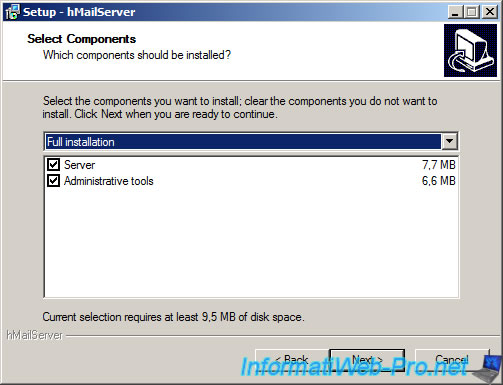 Setup - hMailServer
Select Components
Which components should be installed?
Select the components you want to install; clear the components you do not want to
install. Click Next when you are ready to continue.
Full installation
Server 7,7 MB
Administrative tools 6,6 MB
Current selection requires at least 9,5 MB of disk space.
hMailServer
< Back Next > Cancel
InformatiWeb-Pro.net